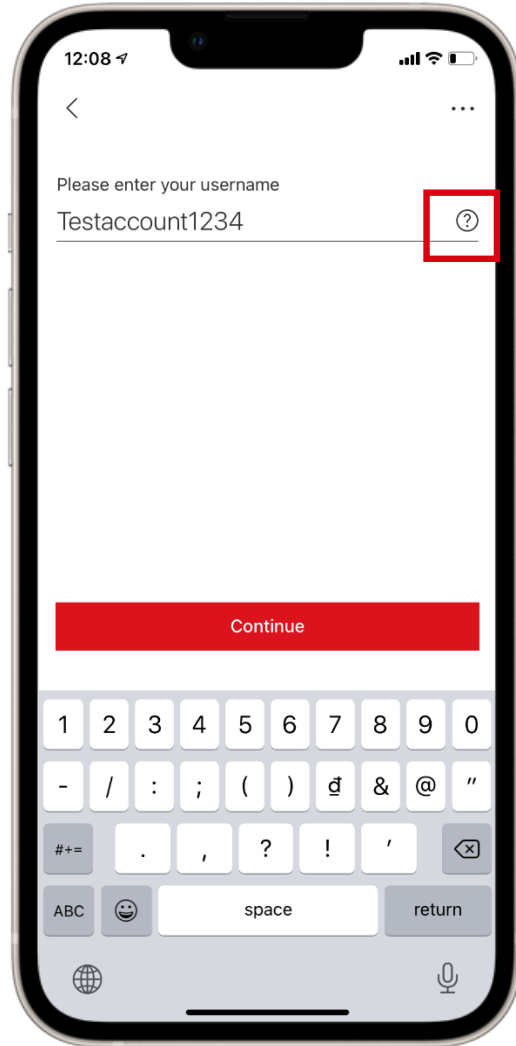 12:08
Please enter your username
Testaccount1234
?
Continue
1 2 3 4 5 6 7 8 9 0
- / : ; ( ) ₫ & @ "
#+= . , ? ! '
ABC space return